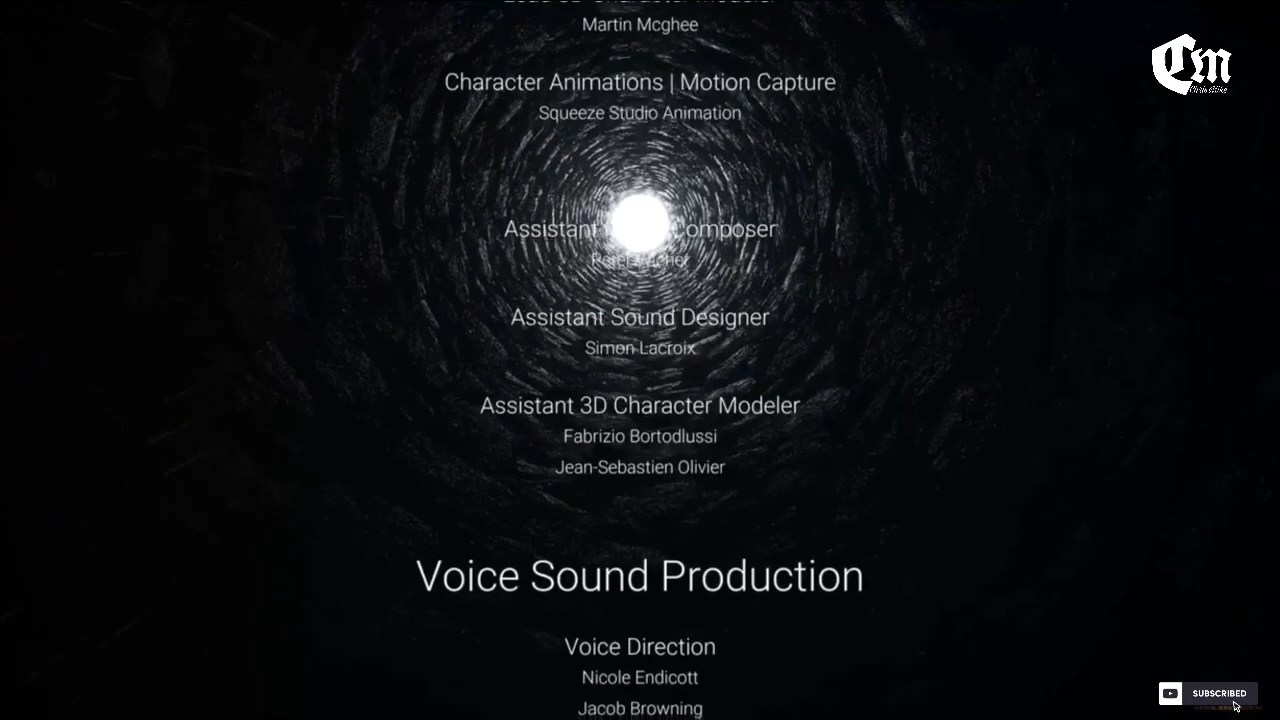 Martin Mcghee
Character Animations | Motion Capture
Squeeze Studio Animation
Assistant Composer
Assistant Sound Designer
Simon Lacroix
Assistant 3D Character Modeler
Fabrizio Bortodlussi
Jean-Sebastien Olivier
Voice Sound Production
Voice Direction
Nicole Endicott
Jacob Browning
Cm
SUBSCRIBED